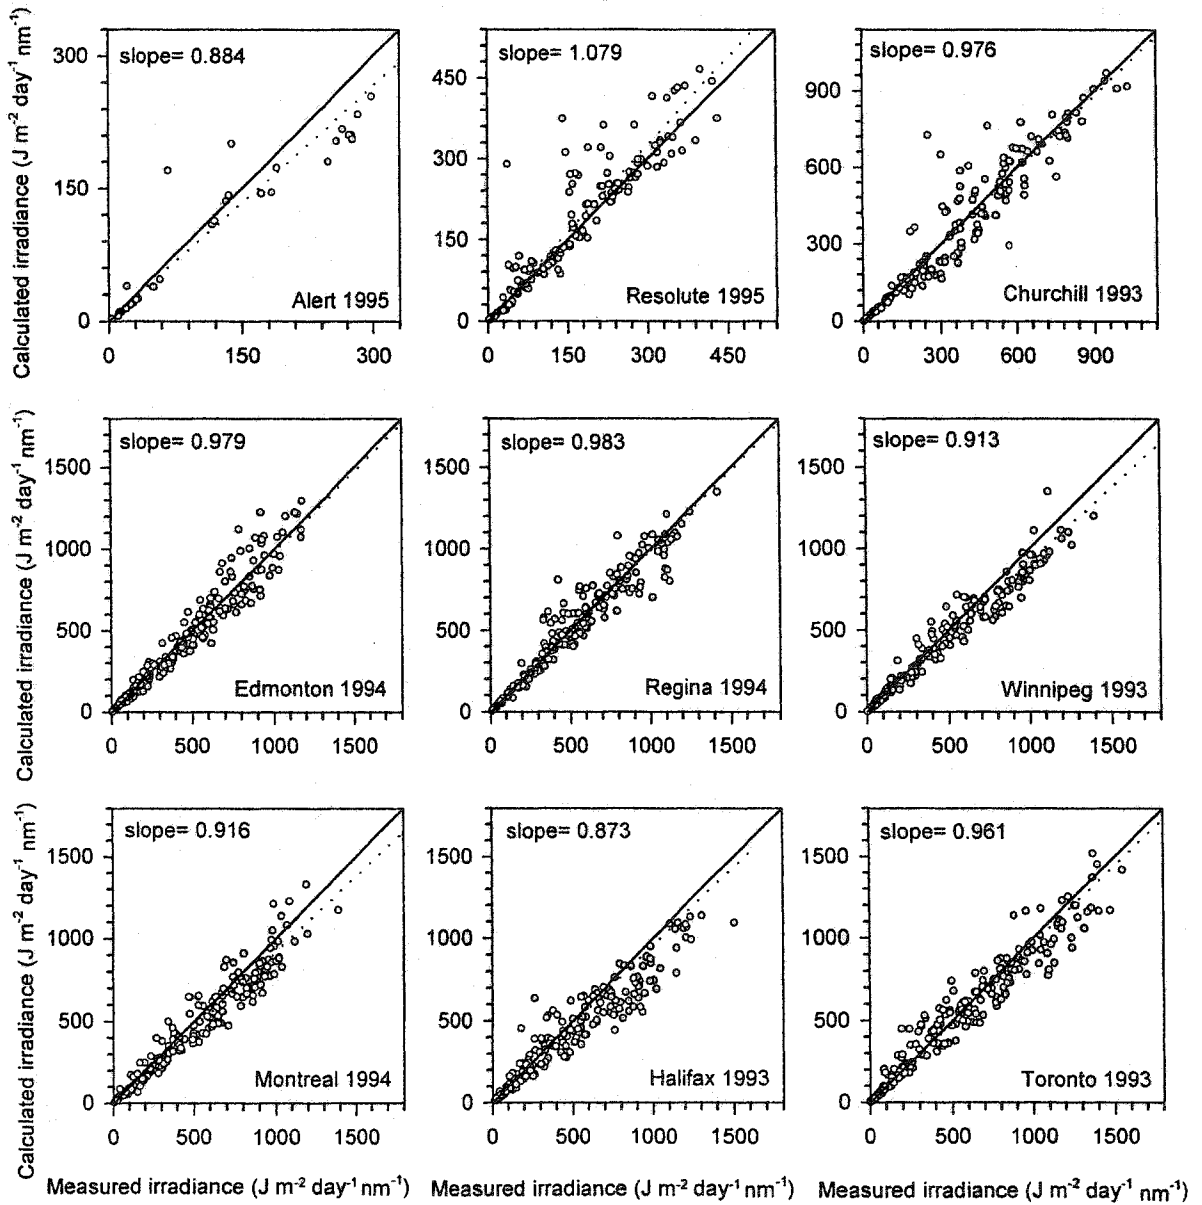 Calculated irradiance (J m⁻² day⁻¹ nm⁻¹)
slope= 0.884
300
150
0
Alert 1995
0 150 300
slope= 1.079
450
300
150
0
Resolute 1995
0 150 300 450
slope= 0.976
900
600
300
0
Churchill 1993
0 300 600 900
Calculated irradiance (J m⁻² day⁻¹ nm⁻¹)
slope= 0.979
1500
1000
500
0
Edmonton 1994
0 500 1000 1500
slope= 0.983
1500
1000
500
0
Regina 1994
0 500 1000 1500
slope= 0.913
1500
1000
500
0
Winnipeg 1993
0 500 1000 1500
Calculated irradiance (J m⁻² day⁻¹ nm⁻¹)
slope= 0.916
1500
1000
500
0
Montreal 1994
0 500 1000 1500
Measured irradiance (J m⁻² day⁻¹ nm⁻¹)
slope= 0.873
1500
1000
500
0
Halifax 1993
0 500 1000 1500
Measured irradiance (J m⁻² day⁻¹ nm⁻¹)
slope= 0.961
1500
1000
500
0
Toronto 1993
0 500 1000 1500
Measured irradiance (J m⁻² day⁻¹ nm⁻¹)